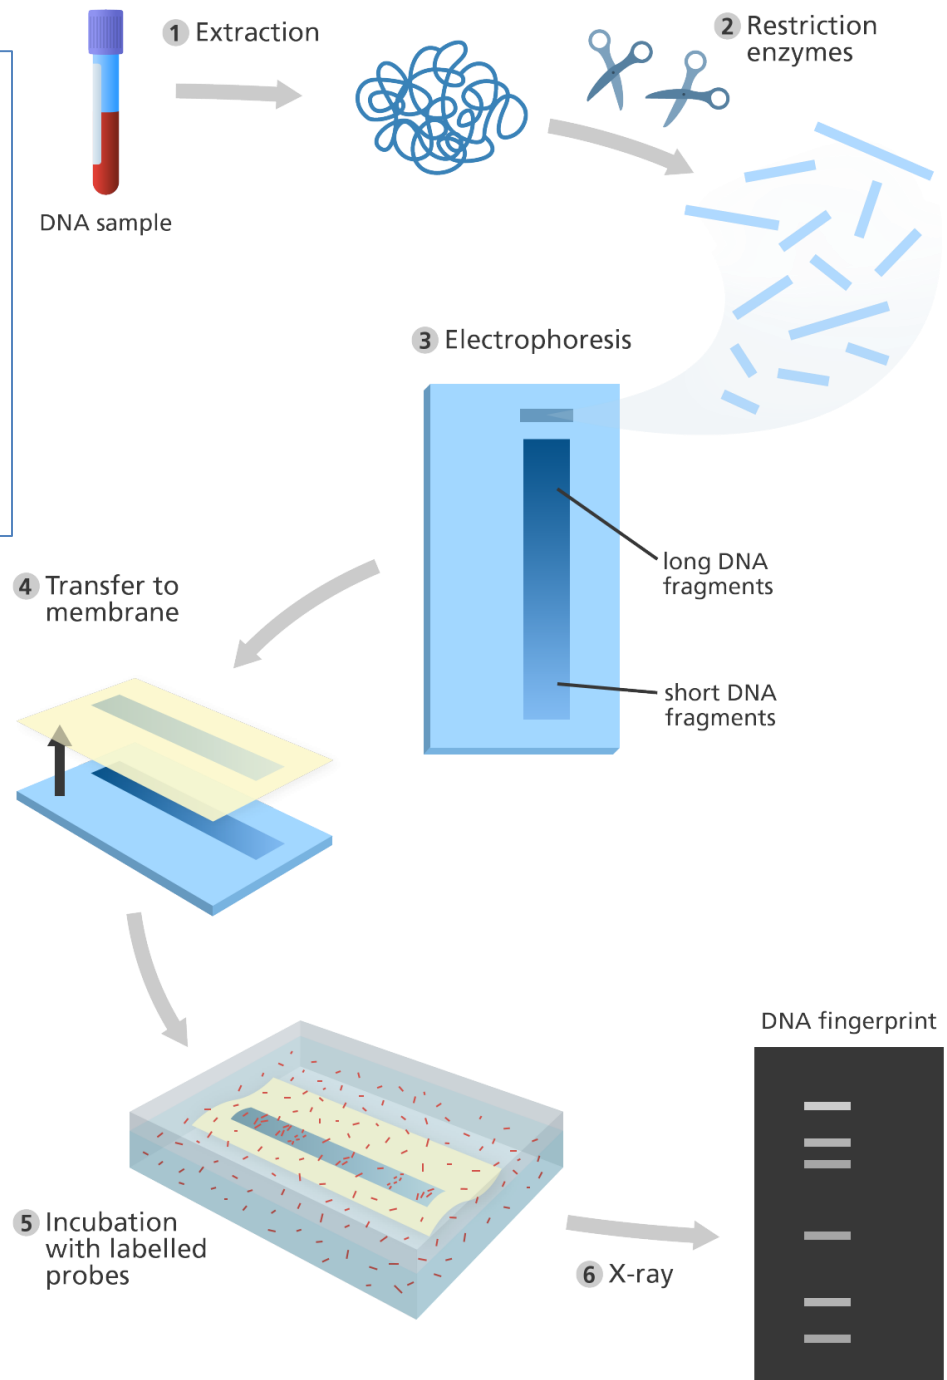 1 Extraction
2 Restriction
enzymes
DNA sample
3 Electrophoresis
long DNA
fragments
short DNA
fragments
4 Transfer to
membrane
DNA fingerprint
5 Incubation
with labelled
probes
6 X-ray